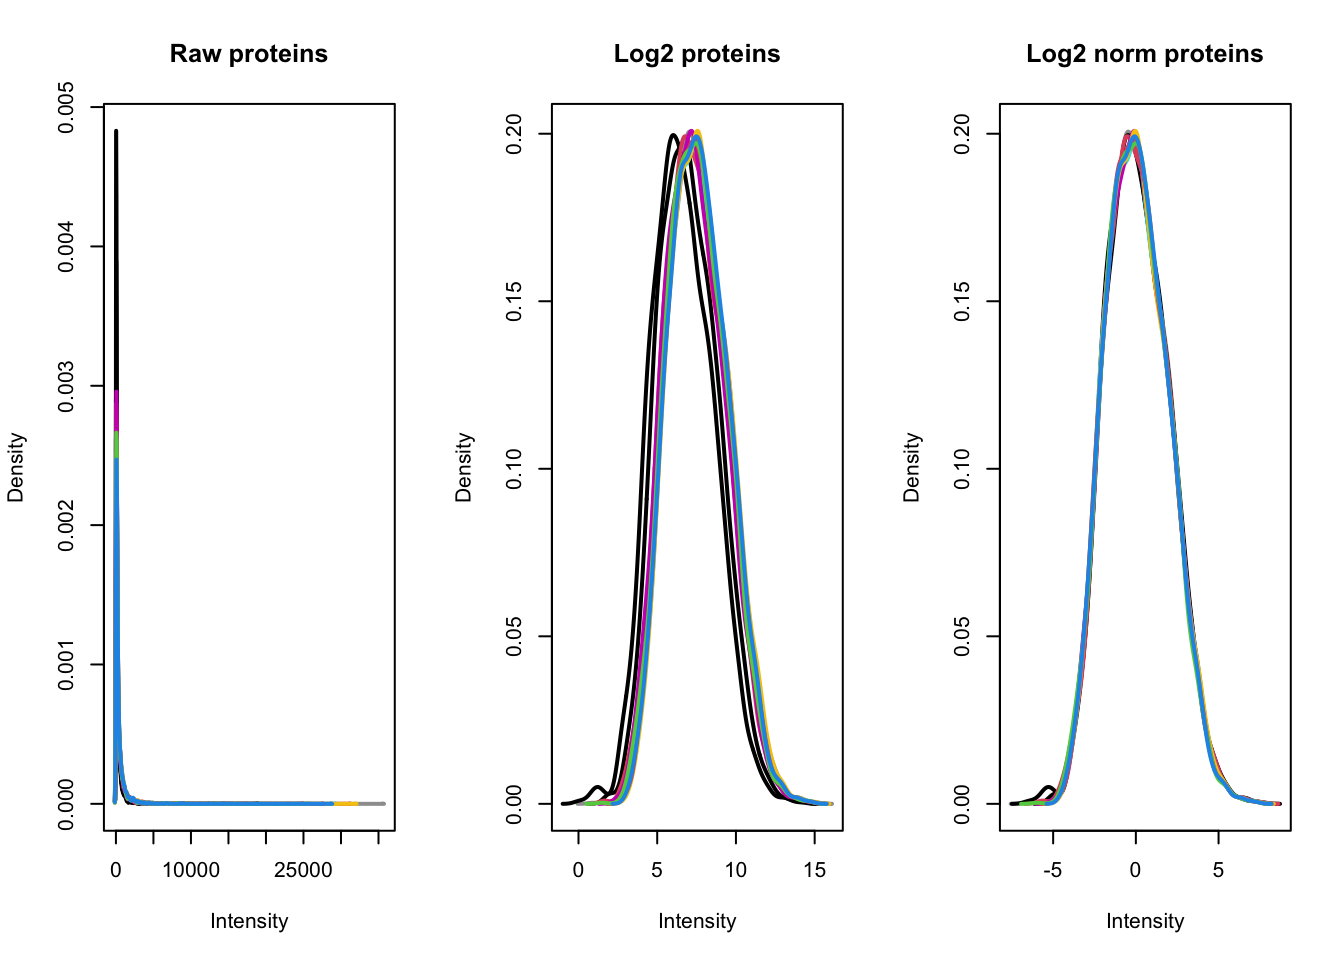 Raw proteins
Density
0.005
0.004
0.003
0.002
0.001
0.000
0 10000 25000
Intensity
Log2 proteins
Density
0.20
0.15
0.10
0.05
0.00
0 5 10 15
Intensity
Log2 norm proteins
Density
0.20
0.15
0.10
0.05
0.00
-5 0 5
Intensity